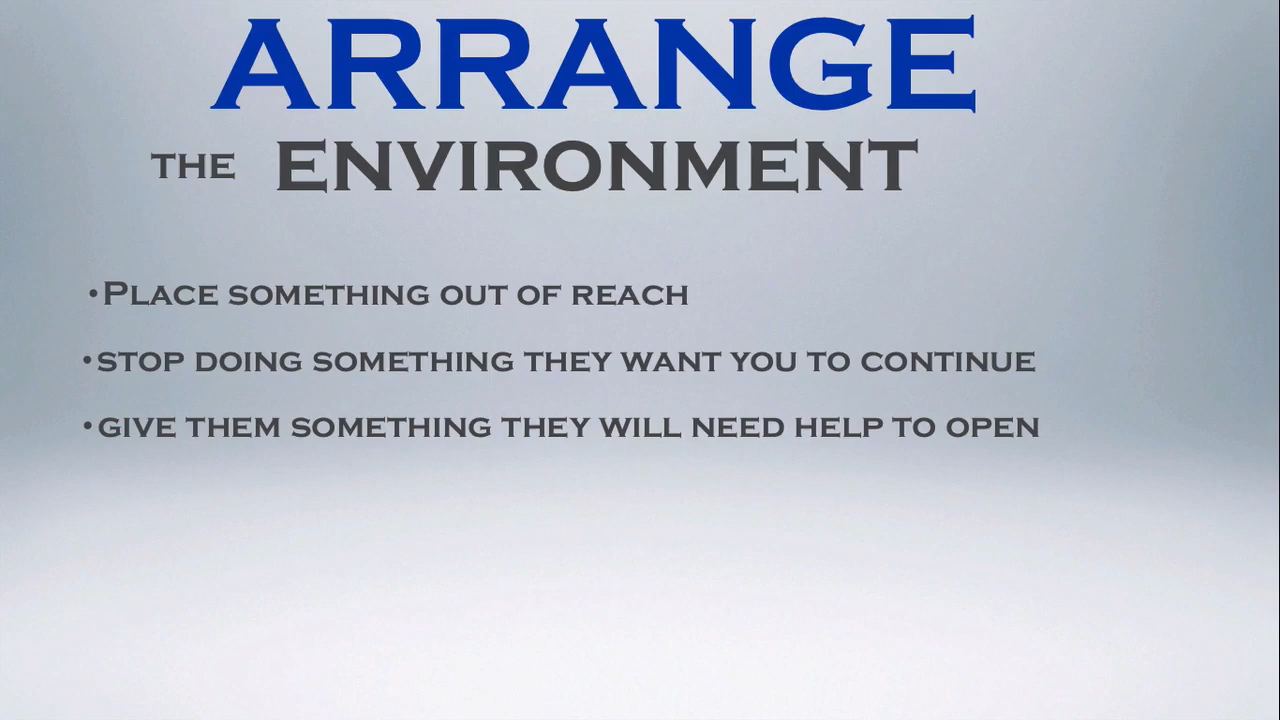 ARRANGE
THE ENVIRONMENT
•PLACE SOMETHING OUT OF REACH
•STOP DOING SOMETHING THEY WANT YOU TO CONTINUE
•GIVE THEM SOMETHING THEY WILL NEED HELP TO OPEN